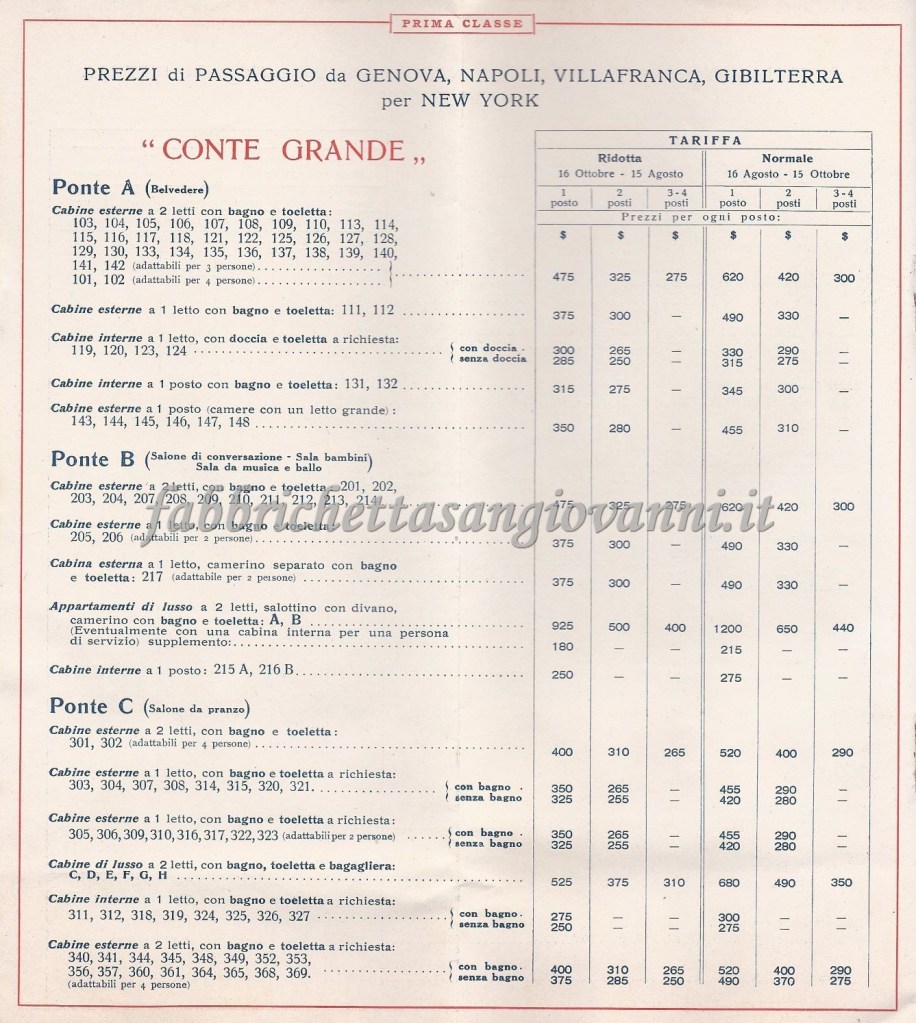 PRIMA CLASSE
PREZZI di PASSAGGIO da GENOVA, NAPOLI, VILLAFRANCA, GIBILTERRA
per NEW YORK
“ CONTE GRANDE „
TARIFFA
Ridotta Normale
16 Ottobre - 15 Agosto 16 Agosto - 15 Ottobre
1 posto 2 posti 3-4 posti 1 posto 2 posti 3-4 posti
Prezzi per ogni posto:
$ $ $ $ $ $
Ponte A (Belvedere)
Cabine esterne a 2 letti con bagno e toeletta:
103, 104, 105, 106, 107, 108, 109, 110, 113, 114,
115, 116, 117, 118, 121, 122, 125, 126, 127, 128,
129, 130, 133, 134, 135, 136, 137, 138, 139, 140,
141, 142 (adattabili per 3 persone)
101, 102 (adattabili per 4 persone) 475 325 275 620 420 300
Cabine esterne a 1 letto con bagno e toeletta: 111, 112 375 300 — 490 330 —
Cabine interne a 1 letto, con doccia e toeletta a richiesta:
119, 120, 123, 124 con doccia 300 265 — 330 290 —
senza doccia 285 250 — 315 275 —
Cabine interne a 1 posto con bagno e toeletta: 131, 132 315 275 — 345 300 —
Cabine esterne a 1 posto (camere con un letto grande) :
143, 144, 145, 146, 147, 148 350 280 — 455 310 —
Ponte B (Salone di conversazione - Sala bambini
Sala da musica e ballo)
Cabine esterne a 2 letti, con bagno e toeletta: 201, 202,
203, 204, 207, 208, 209, 210, 211, 212, 213, 214 475 325 275 620 420 300
fabbrichettasangiovanni.it
Cabine esterne a 1 letto, con bagno e toeletta:
205, 206 (adattabili per 2 persone) 375 300 — 490 330 —
Cabina esterna a 1 letto, camerino separato con bagno
e toeletta: 217 (adattabile per 2 persone) 375 300 — 490 330 —
Appartamenti di lusso a 2 letti, salottino con divano,
camerino con bagno e toeletta: A, B 925 500 400 1200 650 440
(Eventualmente con una cabina interna per una persona
di servizio) supplemento: 180 — — 215 — —
Cabine interne a 1 posto: 215 A, 216 B 250 — — 275 — —
Ponte C (Salone da pranzo)
Cabine esterne a 2 letti, con bagno e toeletta :
301, 302 (adattabili per 4 persone) 400 310 265 520 400 290
Cabine esterne a 1 letto, con bagno e toeletta a richiesta:
303, 304, 307, 308, 314, 315, 320, 321. con bagno 350 265 — 455 290 —
senza bagno 325 255 — 420 280 —
Cabine esterne a 1 letto, con bagno e toeletta a richiesta:
305, 306, 309, 310, 316, 317, 322, 323 (adattabili per 2 persone) con bagno 350 265 — 455 290 —
senza bagno 325 255 — 420 280 —
Cabine di lusso a 2 letti, con bagno, toeletta e bagagliera:
C, D, E, F, G, H 525 375 310 680 490 350
Cabine interne a 1 letto, con bagno e toeletta a richiesta:
311, 312, 318, 319, 324, 325, 326, 327 con bagno 275 — — 300 — —
senza bagno 250 — — 275 — —
Cabine esterne a 2 letti, con bagno e toeletta a richiesta:
340, 341, 344, 345, 348, 349, 352, 353,
356, 357, 360, 361, 364, 365, 368, 369. con bagno 400 310 265 520 400 290
(adattabili per 4 persone) senza bagno 375 285 250 490 370 275